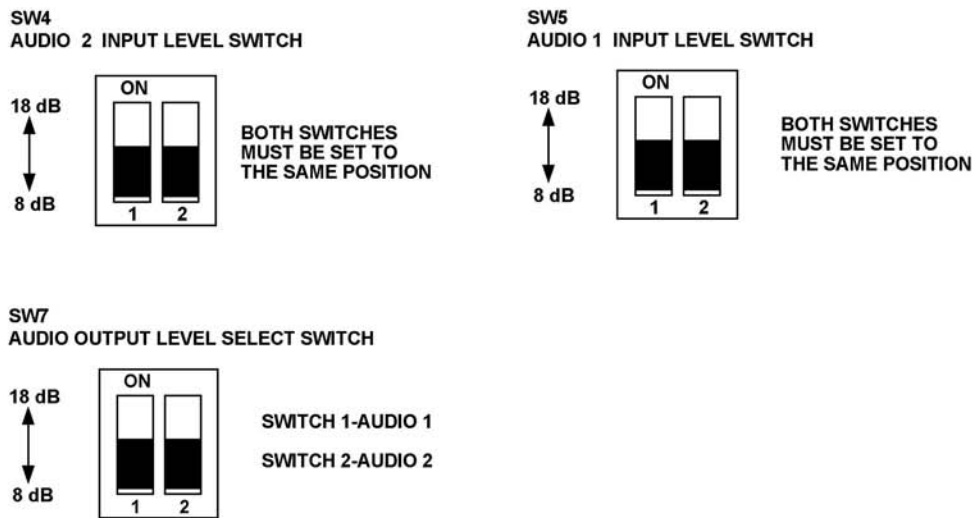 SW4
AUDIO 2 INPUT LEVEL SWITCH
ON
18 dB
8 dB
1 2
BOTH SWITCHES
MUST BE SET TO
THE SAME POSITION
SW5
AUDIO 1 INPUT LEVEL SWITCH
ON
18 dB
8 dB
1 2
BOTH SWITCHES
MUST BE SET TO
THE SAME POSITION
SW7
AUDIO OUTPUT LEVEL SELECT SWITCH
ON
18 dB
8 dB
1 2
SWITCH 1-AUDIO 1
SWITCH 2-AUDIO 2